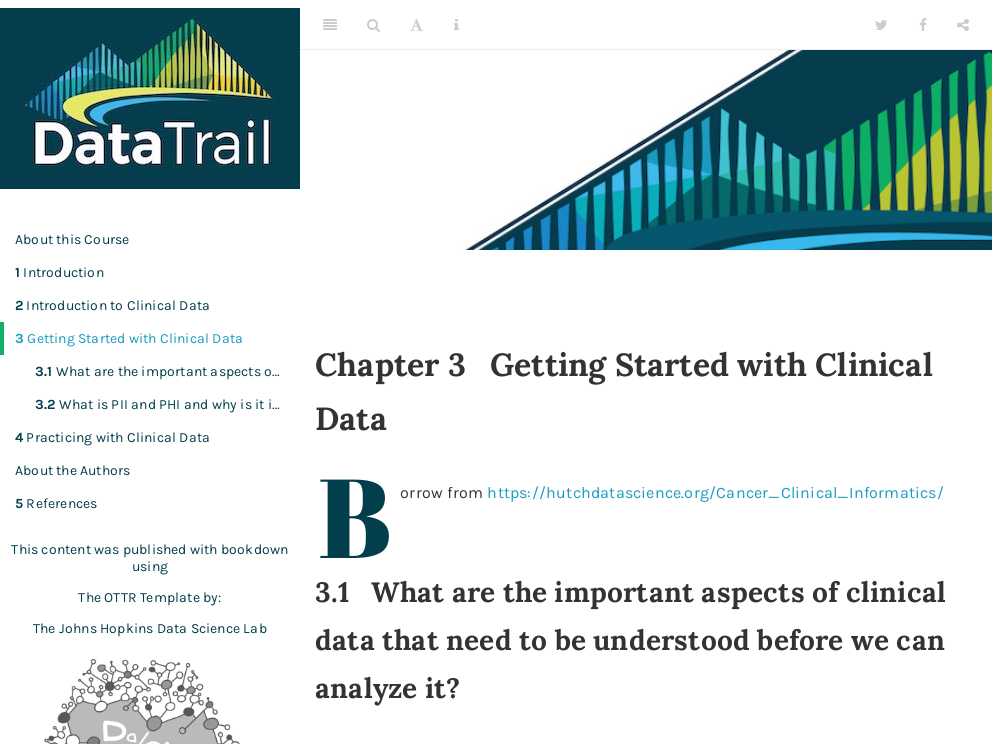 DataTrail
About this Course
1 Introduction
2 Introduction to Clinical Data
3 Getting Started with Clinical Data
3.1 What are the important aspects o…
3.2 What is PII and PHI and why is it i…
4 Practicing with Clinical Data
About the Authors
5 References
This content was published with bookdown
using
The OTTR Template by:
The Johns Hopkins Data Science Lab
A
i
Chapter 3 Getting Started with Clinical
Data
Borrow from https://hutchdatascience.org/Cancer_Clinical_Informatics/
3.1 What are the important aspects of clinical
data that need to be understood before we can
analyze it?